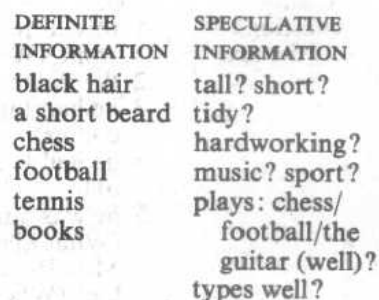 DEFINITE
INFORMATION
black hair
a short beard
chess
football
tennis
books
SPECULATIVE
INFORMATION
tall? short?
tidy?
hardworking?
music? sport?
plays: chess/
football/the
guitar (well)?
types well?